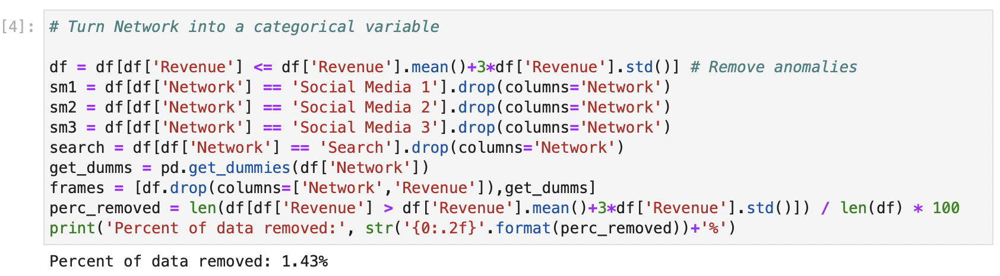 [4]:
# Turn Network into a categorical variable
df = df[df['Revenue'] <= df['Revenue'].mean()+3*df['Revenue'].std()] # Remove anomalies
sm1 = df[df['Network'] == 'Social Media 1'].drop(columns='Network')
sm2 = df[df['Network'] == 'Social Media 2'].drop(columns='Network')
sm3 = df[df['Network'] == 'Social Media 3'].drop(columns='Network')
search = df[df['Network'] == 'Search'].drop(columns='Network')
get_dumms = pd.get_dummies(df['Network'])
frames = [df.drop(columns=['Network','Revenue']),get_dumms]
perc_removed = len(df[df['Revenue'] > df['Revenue'].mean()+3*df['Revenue'].std()]) / len(df) * 100
print('Percent of data removed:', str('{0:.2f}'.format(perc_removed))+'%')
Percent of data removed: 1.43%